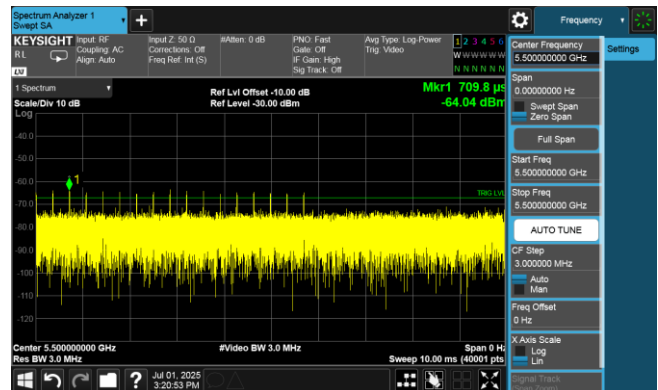 Spectrum Analyzer 1
Swept SA
+
Frequency
KEYSIGHT
RL
LXI
Input: RF
Coupling: AC
Align: Auto
Input Z: 50 Ω
Corrections: Off
Freq Ref: Int (S)
#Atten: 0 dB
PNO: Fast
Gate: Off
IF Gain: High
Sig Track: Off
Avg Type: Log-Power
Trig: Video
1 2 3 4 5 6
W W W W W W
N N N N N N
1 Spectrum
Scale/Div 10 dB
Log
Ref Lvl Offset -10.00 dB
Ref Level -30.00 dBm
Mkr1 709.8 µs
-64.04 dBm
-40.0
-50.0
-60.0
-70.0
-80.0
-90.0
-100
-110
-120
1
TRIG LVL
Center 5.500000000 GHz
Res BW 3.0 MHz
#Video BW 3.0 MHz
Span 0 Hz
Sweep 10.00 ms (40001 pts)
Jul 01, 2025
3:20:53 PM
Center Frequency
5.500000000 GHz
Span
0.00000000 Hz
Swept Span
Zero Span
Full Span
Start Freq
5.500000000 GHz
Stop Freq
5.500000000 GHz
AUTO TUNE
CF Step
3.000000 MHz
Auto
Man
Freq Offset
0 Hz
X Axis Scale
Log
Lin
Signal Track
(Span Zoom)
Settings